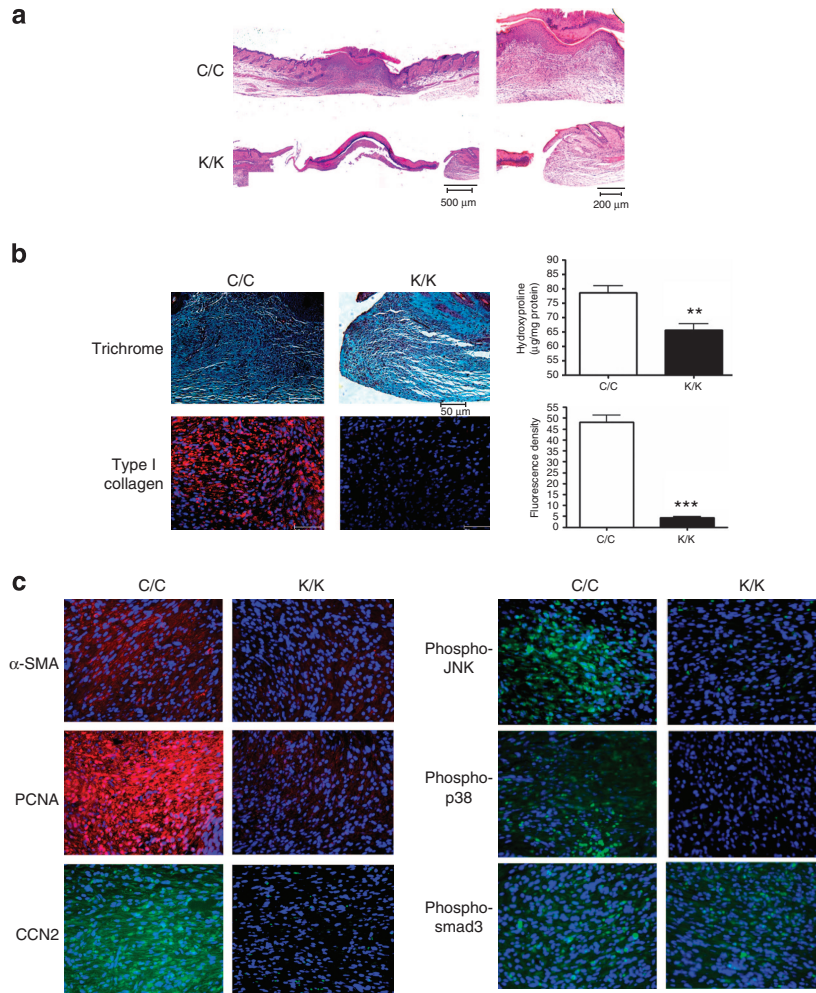 a
C/C
K/K
500 μm
200 μm
b
C/C
K/K
Trichrome
50 μm
Type I
collagen
Hydroxyproline
(μg/mg protein)
90
85
80
75
70
65
60
55
50
**
C/C
K/K
Fluorescence density
55
50
45
40
35
30
25
20
15
10
5
0
***
C/C
K/K
c
C/C
K/K
α-SMA
PCNA
CCN2
C/C
K/K
Phospho-
JNK
Phospho-
p38
Phospho-
smad3